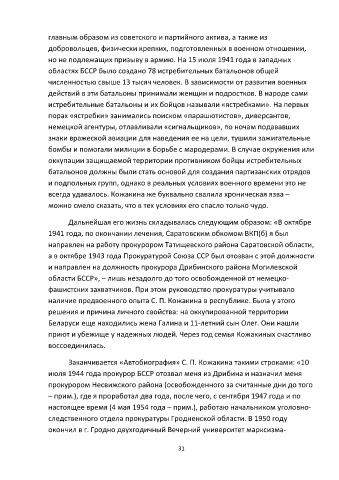 главным образом из советского и партийного актива, а также из
добровольцев, физически крепких, подготовленных в военном отношении,
но не подлежащих призыву в армию. На 15 июля 1941 года в западных
областях БССР было создано 78 истребительных батальонов общей
численностью свыше 13 тысяч человек. В зависимости от развития военных
действий в эти батальоны принимали женщин и подростков. В народе сами
истребительные батальоны и их бойцов называли «ястребками». На первых
порах «ястребки» занимались поиском «парашютистов», диверсантов,
немецкой агентуры, отлавливали «сигнальщиков», по ночам подававших
знаки вражеской авиации для наведения ее на цели, тушили зажигательные
бомбы и помогали милиции в борьбе с мародерами. В случае окружения или
оккупации защищаемой территории противником бойцы истребительных
батальонов должны были стать основой для создания партизанских отрядов
и подпольных групп, однако в реальных условиях военного времени это не
всегда удавалось. Кожакина же буквально свалила хроническая язва –
можно смело сказать, что в тех условиях его спасло только чудо.
Дальнейшая его жизнь складывалась следующим образом: «В октябре
1941 года, по окончании лечения, Саратовским обкомом ВКП(б) я был
направлен на работу прокурором Татищевского района Саратовской области,
а в октябре 1943 года Прокуратурой Союза ССР был отозван с этой должности
и направлен на должность прокурора Дрибинского района Могилевской
области БССР», – лишь незадолго до того освобожденной от немецко-
фашистских захватчиков. При этом руководство прокуратуры учитывало
наличие предвоенного опыта С. П. Кожакина в республике. Была у этого
решения и причина личного свойства: на оккупированной территории
Беларуси еще находились жена Галина и 11-летний сын Олег. Они нашли
приют и убежище у надежных людей. Через год семья Кожакиных счастливо
воссоединилась.
Заканчивается «Автобиография» С. П. Кожакина такими строками: «10
июля 1944 года прокурор БССР отозвал меня из Дрибина и назначил меня
прокурором Несвижского района (освобожденного за считанные дни до того
– прим.), где я проработал два года, после чего, с сентября 1947 года и по
настоящее время (4 мая 1954 года – прим.), работаю начальником уголовно-
следственного отдела прокуратуры Гродненской области. В 1950 году
окончил в г. Гродно двухгодичный Вечерний университет марксизма-
31